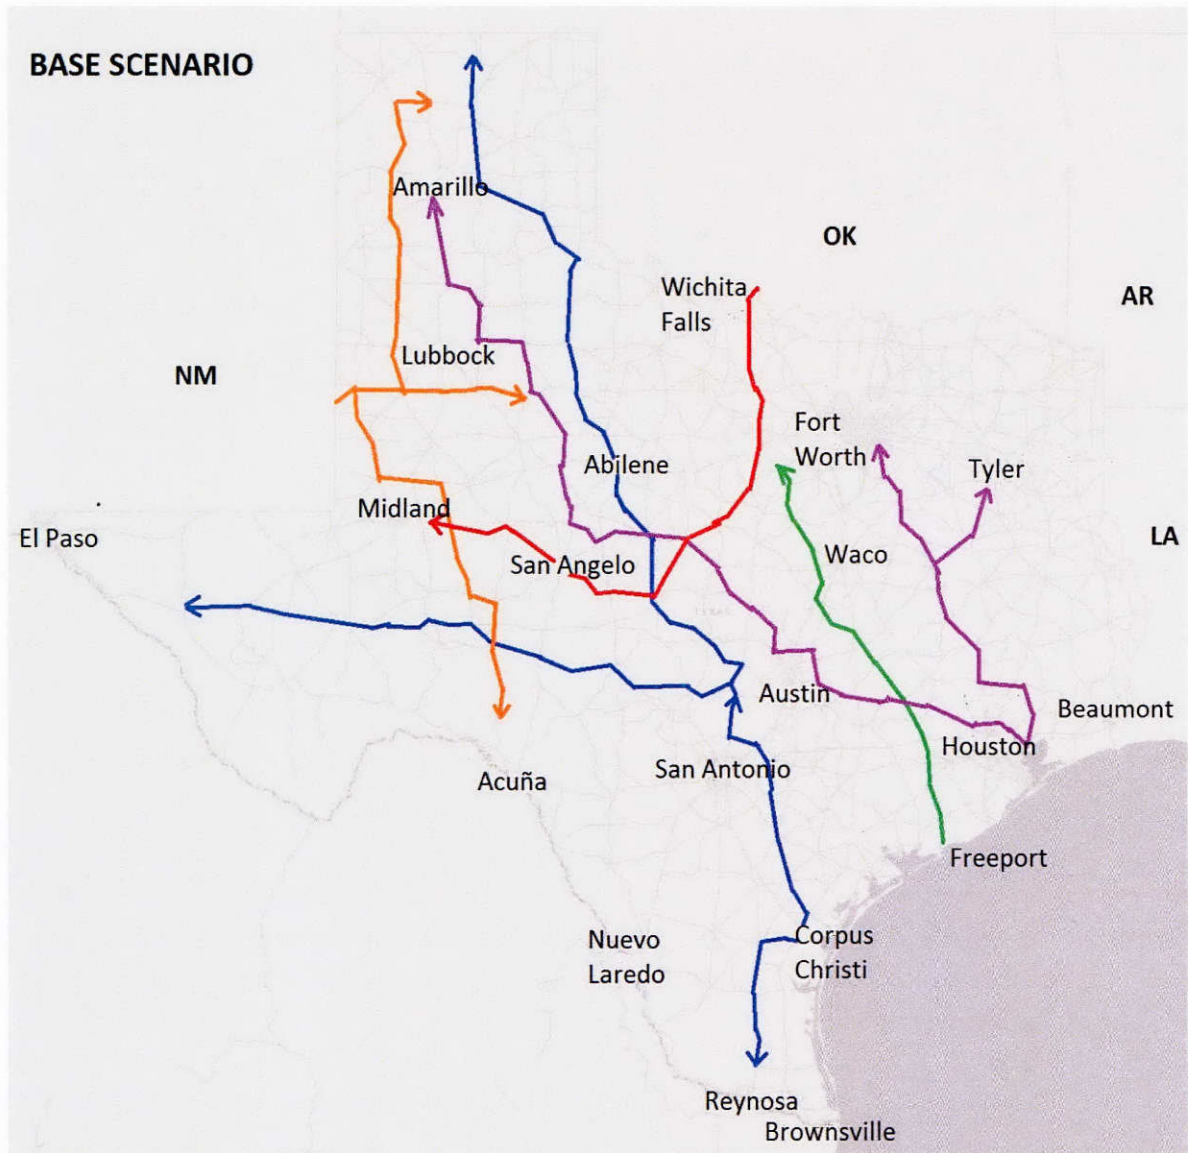 BASE SCENARIO
Amarillo
OK
Wichita
Falls
AR
Lubbock
NM
Fort
Worth
Abilene
Tyler
Midland
El Paso
LA
San Angelo
Waco
Austin
Beaumont
Houston
San Antonio
Acuña
Freeport
Nuevo
Laredo
Corpus
Christi
Reynosa
Brownsville